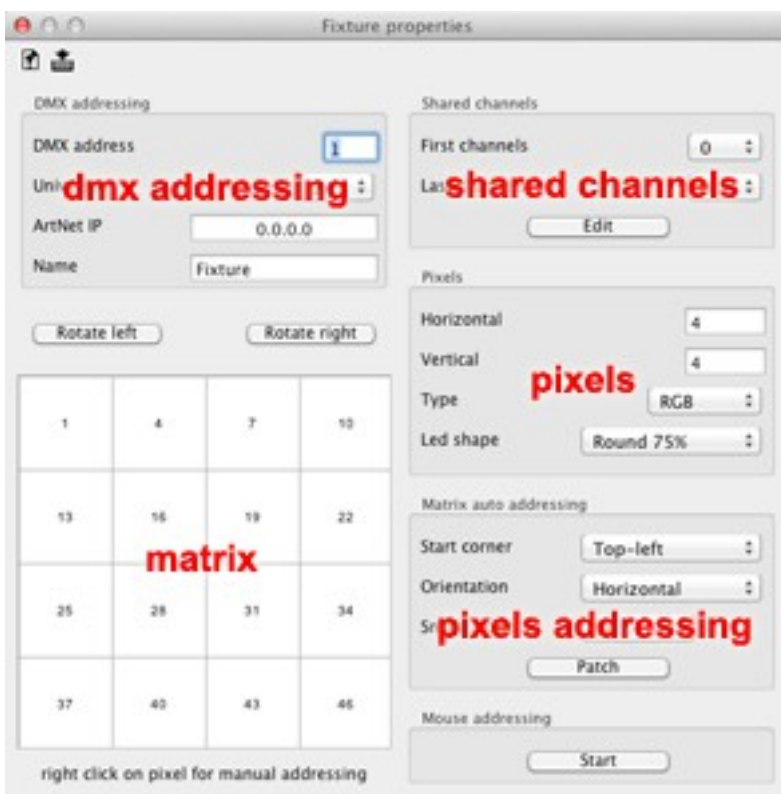 Fixture properties
DMX addressing
DMX address 1
dmx addressing
ArtNet IP 0.0.0.0
Name Fixture
Rotate left Rotate right
1 4 7 10
13 16 19 22
matrix
25 28 31 34
37 40 43 46
right click on pixel for manual addressing
Shared channels
First channels 0
shared channels
Edit
Pixels
Horizontal 4
Vertical 4
pixels
Type RGB
Led shape Round 75%
Matrix auto addressing
Start corner Top-left
Orientation Horizontal
pixels addressing
Patch
Mouse addressing
Start